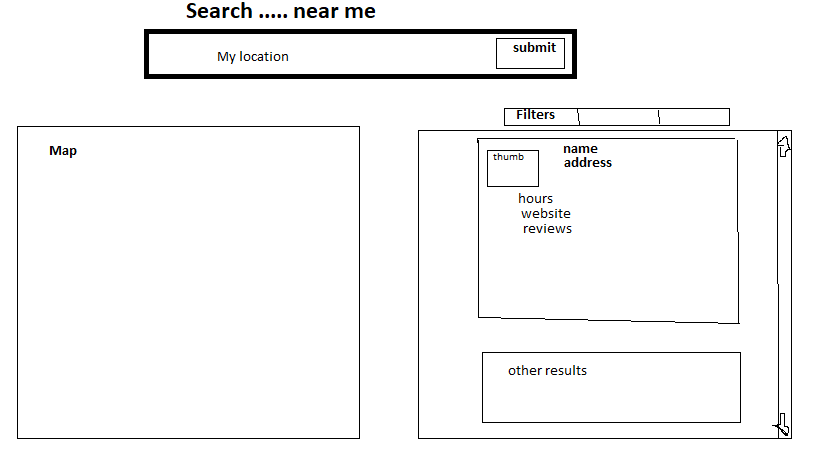 Search ..... near me
My location
submit
Map
Filters
thumb
name
address
hours
website
reviews
other results